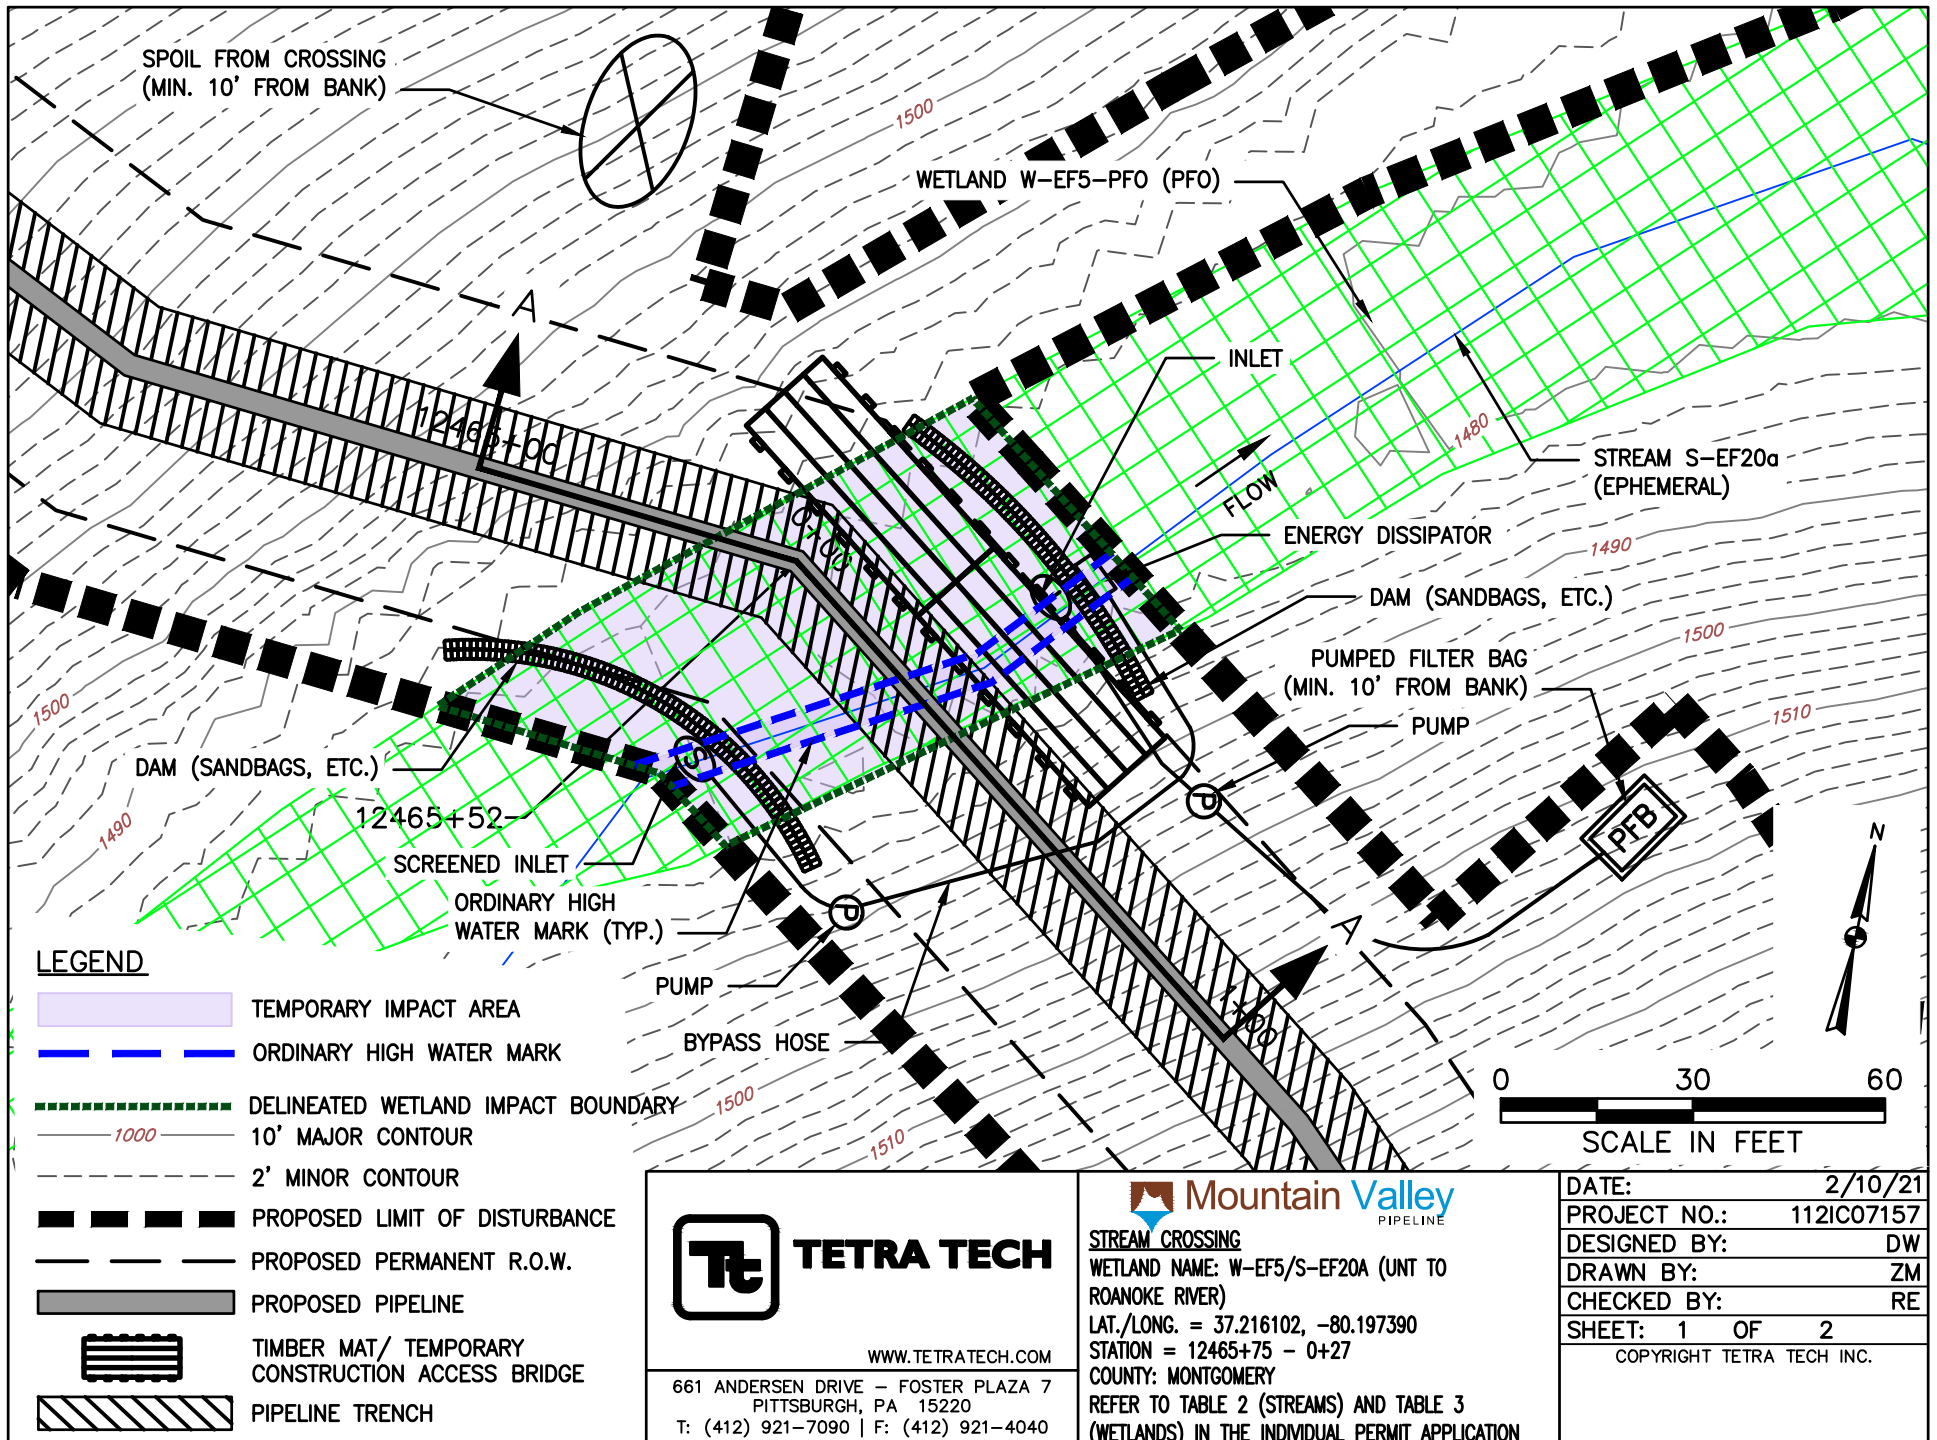 SPOIL FROM CROSSING
(MIN. 10' FROM BANK)
1500
WETLAND W-EF5-PFO (PFO)
A
INLET
12465+00
1480
STREAM S-EF20a
(EPHEMERAL)
FLOW
0+00
ENERGY DISSIPATOR
1490
DAM (SANDBAGS, ETC.)
1500
PUMPED FILTER BAG
(MIN. 10' FROM BANK)
1500
1510
PUMP
S
DAM (SANDBAGS, ETC.)
P
12465+52
1490
PFB
N
SCREENED INLET
ORDINARY HIGH
WATER MARK (TYP.)
P
A
PUMP
1+00
BYPASS HOSE
1500
1510
LEGEND
TEMPORARY IMPACT AREA
ORDINARY HIGH WATER MARK
DELINEATED WETLAND IMPACT BOUNDARY
1000
10' MAJOR CONTOUR
2' MINOR CONTOUR
PROPOSED LIMIT OF DISTURBANCE
PROPOSED PERMANENT R.O.W.
PROPOSED PIPELINE
TIMBER MAT/ TEMPORARY
CONSTRUCTION ACCESS BRIDGE
PIPELINE TRENCH
0 30 60
SCALE IN FEET
Tt
TETRA TECH
WWW.TETRATECH.COM
661 ANDERSEN DRIVE – FOSTER PLAZA 7
PITTSBURGH, PA 15220
T: (412) 921-7090 | F: (412) 921-4040
Mountain Valley
PIPELINE
STREAM CROSSING
WETLAND NAME: W-EF5/S-EF20A (UNT TO
ROANOKE RIVER)
LAT./LONG. = 37.216102, -80.197390
STATION = 12465+75 - 0+27
COUNTY: MONTGOMERY
REFER TO TABLE 2 (STREAMS) AND TABLE 3
(WETLANDS) IN THE INDIVIDUAL PERMIT APPLICATION
DATE: 2/10/21
PROJECT NO.: 112IC07157
DESIGNED BY: DW
DRAWN BY: ZM
CHECKED BY: RE
SHEET: 1 OF 2
COPYRIGHT TETRA TECH INC.